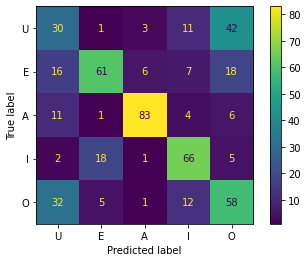 U 30 1 3 11 42
E 16 61 6 7 18
A 11 1 83 4 6
I 2 18 1 66 5
O 32 5 1 12 58
U E A I O
Predicted label
True label
80
70
60
50
40
30
20
10